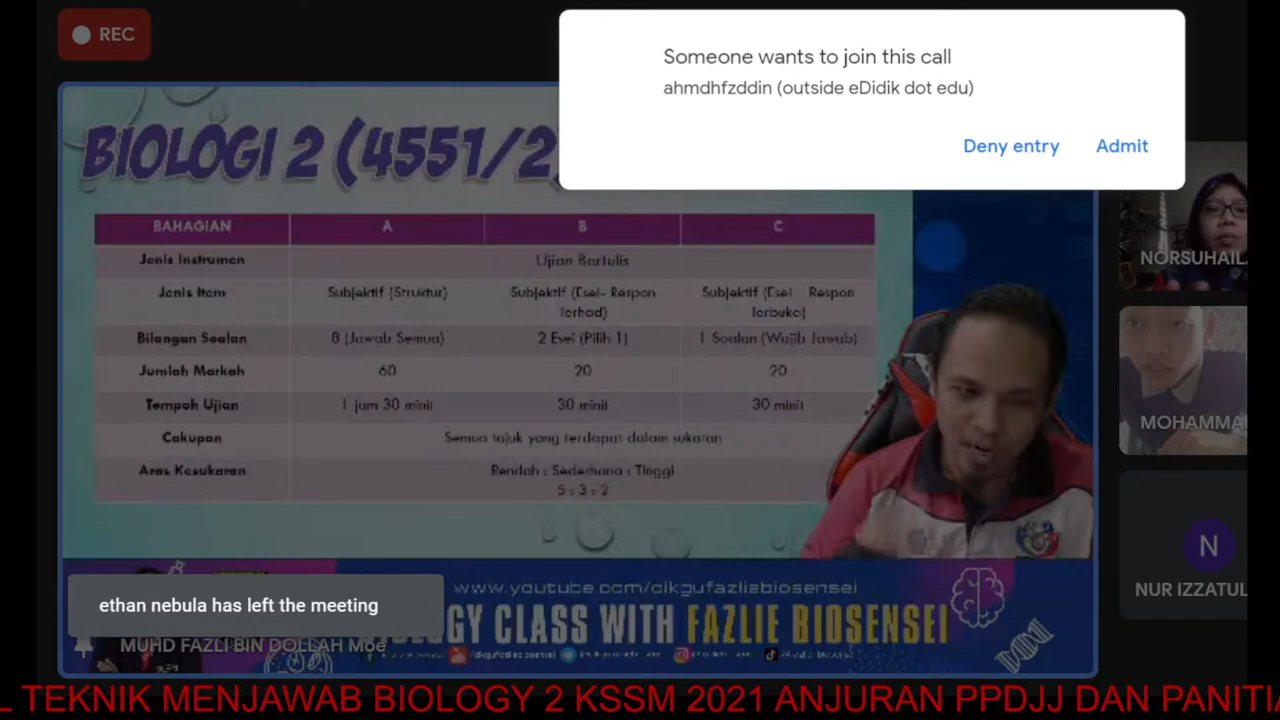 REC
Someone wants to join this call
ahmdhfzddin (outside eDidik dot edu)
Deny entry Admit
BIOLOGI 2 (4551/2
BAHAGIAN A B C
Jenis Instrumen Ujian Bertulis
Jenis Item Subjektif (Struktur) Subjektif (Esei- Respon Terhad) Subjektif (Esei Respon Terbuka)
Bilangan Soalan 8 (Jawab Semua) 2 Esei (Pilih 1) 1 Soalan (Wajib Jawab)
Jumlah Markah 60 20 20
Tempoh Ujian 1 jam 30 minit 30 minit 30 minit
Cakupan Semua tajuk yang terdapat dalam sukatan
Aras Kesukaran Rendah : Sederhana : Tinggi
5 : 3 : 2
NORSUHAIL
MOHAMMA
N
NUR IZZATUL
ethan nebula has left the meeting
www.youtube.com/cikgufazliebiosensei
GY CLASS WITH FAZLIE BIOSENSEI
MUHD FAZLI BIN DOLLAH Moe
L TEKNIK MENJAWAB BIOLOGY 2 KSSM 2021 ANJURAN PPDJJ DAN PANITI